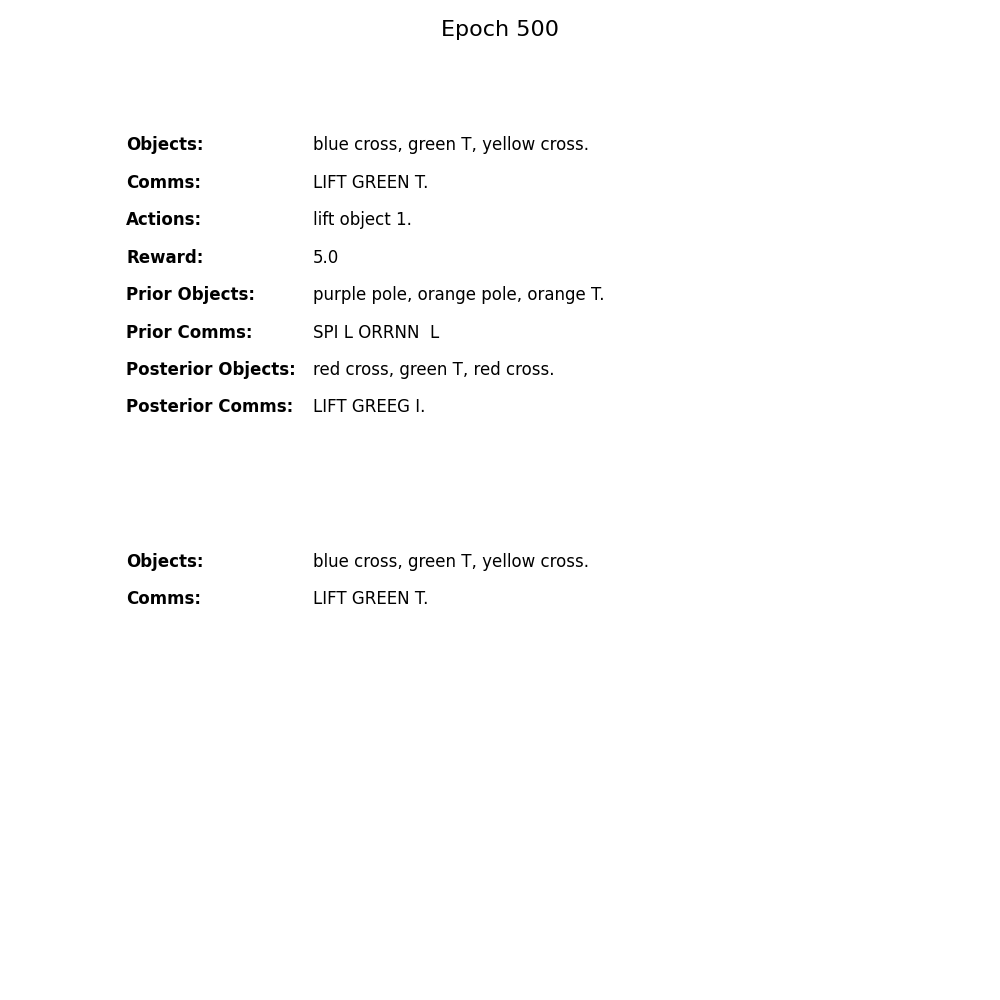 Epoch 500
Objects: blue cross, green T, yellow cross.
Comms: LIFT GREEN T.
Actions: lift object 1.
Reward: 5.0
Prior Objects: purple pole, orange pole, orange T.
Prior Comms: SPI L ORRNN  L
Posterior Objects: red cross, green T, red cross.
Posterior Comms: LIFT GREEG I.
Objects: blue cross, green T, yellow cross.
Comms: LIFT GREEN T.